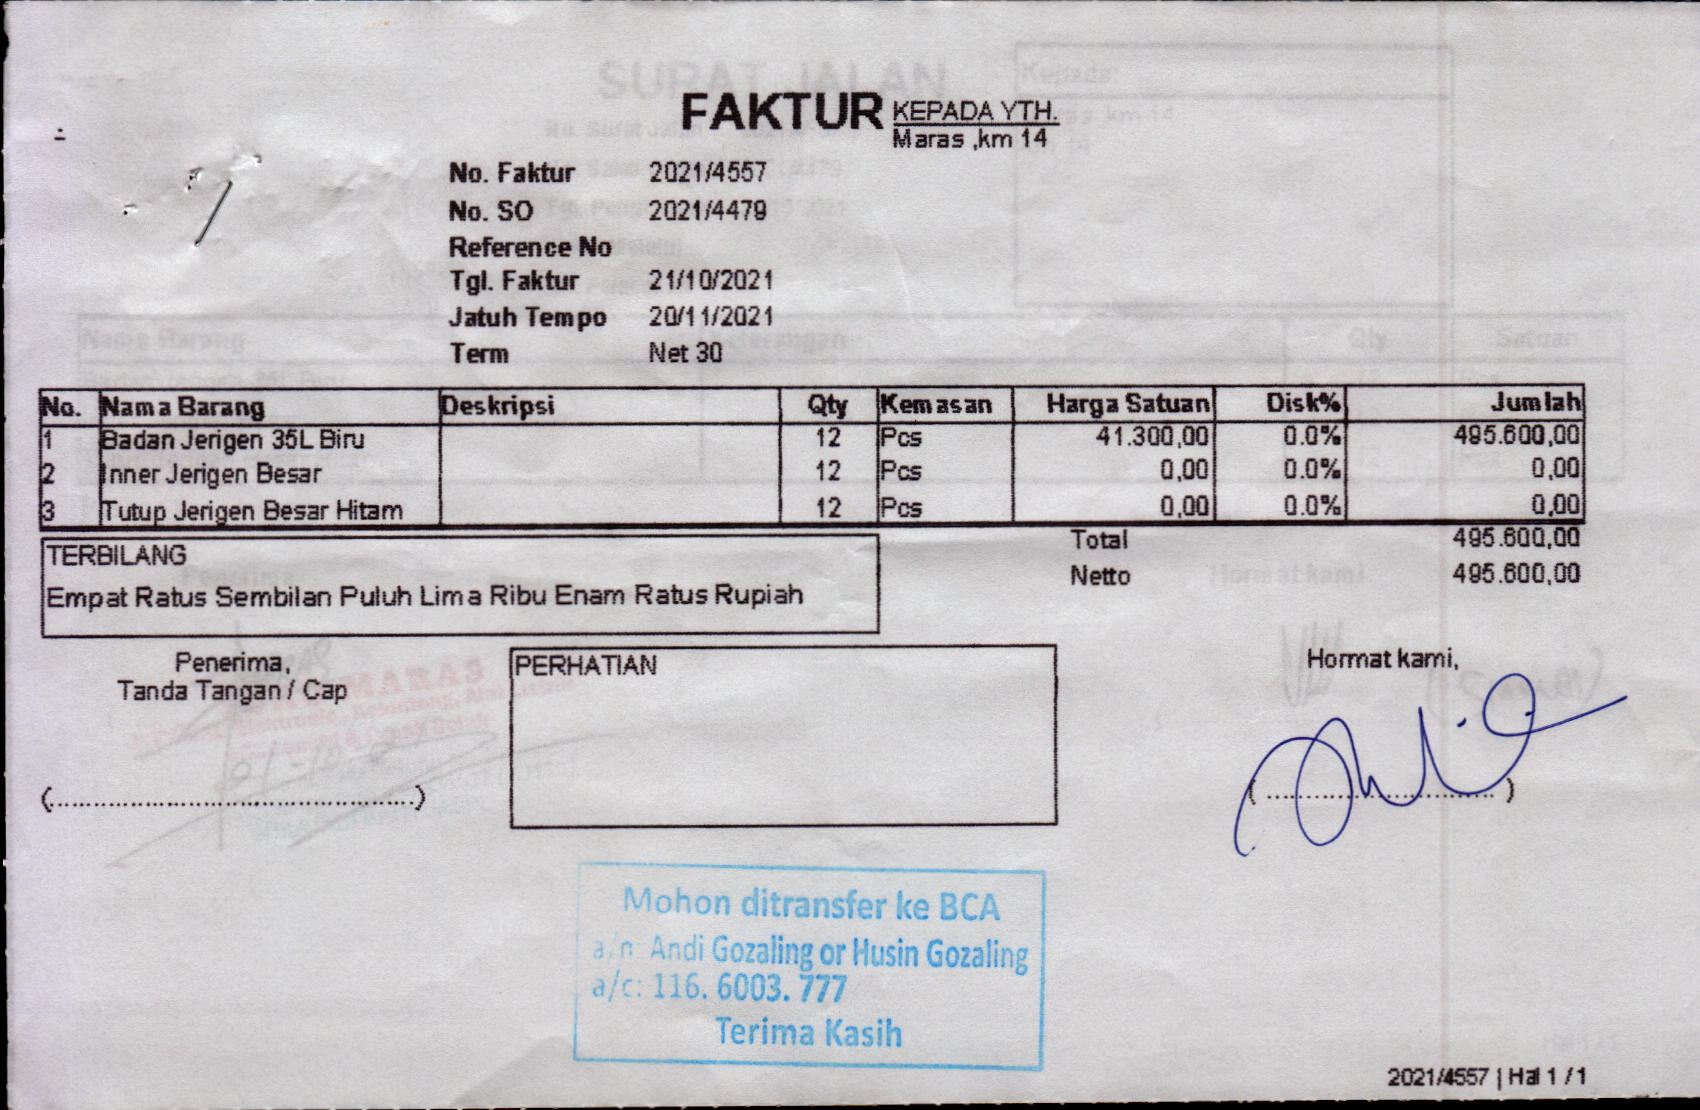 FAKTUR
KEPADA YTH.
Maras ,km 14
No. Faktur 2021/4557
No. SO 2021/4479
Reference No
Tgl. Faktur 21/10/2021
Jatuh Tempo 20/11/2021
Term Net 30
No. Nama Barang Deskripsi Qty Kemasan Harga Satuan Disk% Jumlah
1 Badan Jerigen 35L Biru 12 Pcs 41.300,00 0.0% 495.600,00
2 Inner Jerigen Besar 12 Pcs 0,00 0.0% 0,00
3 Tutup Jerigen Besar Hitam 12 Pcs 0,00 0.0% 0,00
Total 495.600,00
Netto 495.600,00
TERBILANG
Empat Ratus Sembilan Puluh Lima Ribu Enam Ratus Rupiah
Penerima,
Tanda Tangan / Cap
(...............................................)
PERHATIAN
Hormat kami,
(..............................)
Mohon ditransfer ke BCA
a/n: Andi Gozaling or Husin Gozaling
a/c: 116. 6003. 777
Terima Kasih
2021/4557 | Hal 1 / 1